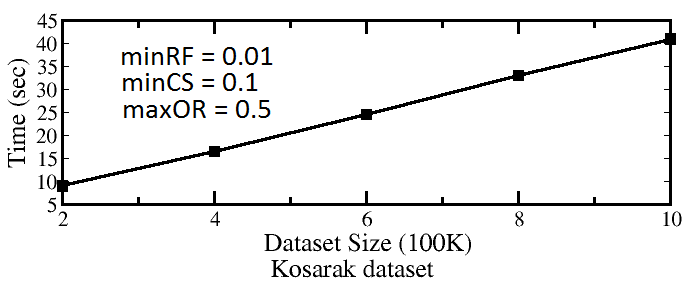 45
40
35
30
25
20
15
10
5
Time (sec)
minRF = 0.01
minCS = 0.1
maxOR = 0.5
2 4 6 8 10
Dataset Size (100K)
Kosarak dataset